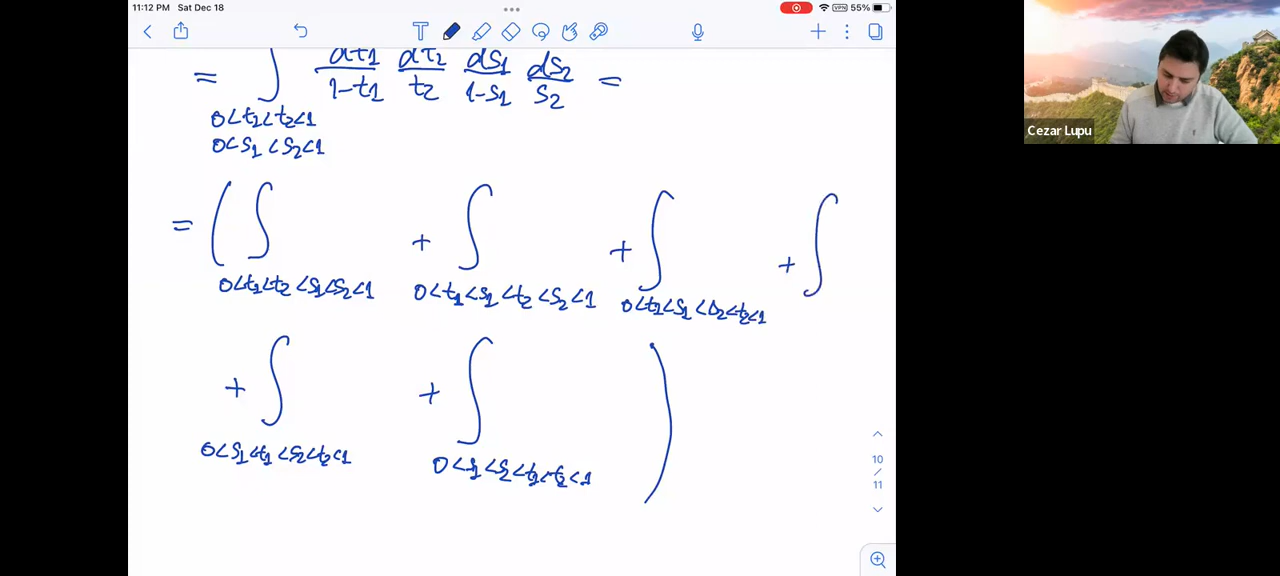 11:12 PM Sat Dec 18
VPN 55%
= ∫ dt1/(1-t1) dt2/t2 ds1/(1-s1) ds2/s2 =
0<t1<t2<1
0<s1<s2<1
= ( ∫ + ∫ + ∫ + ∫
0<t1<t2<s1<s2<1 0<t1<s1<t2<s2<1 0<t1<s1<s2<t2<1
+ ∫ + ∫ )
0<s1<t1<s2<t2<1 0<s1<s2<t1<t2<1
10
/
11
Cezar Lupu